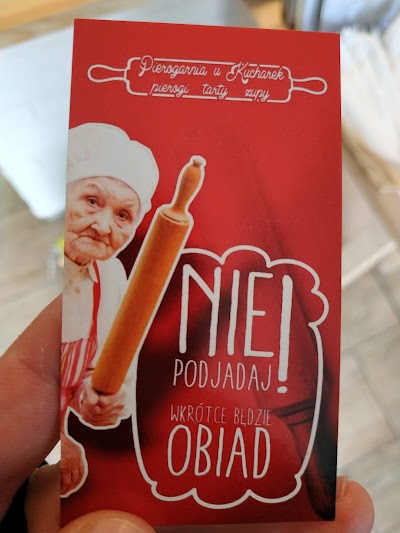 Pierogarnia u Kucharek
pierogi tarty zupy
NIE!
PODJADAJ
WKRÓTCE BĘDZIE
OBIAD